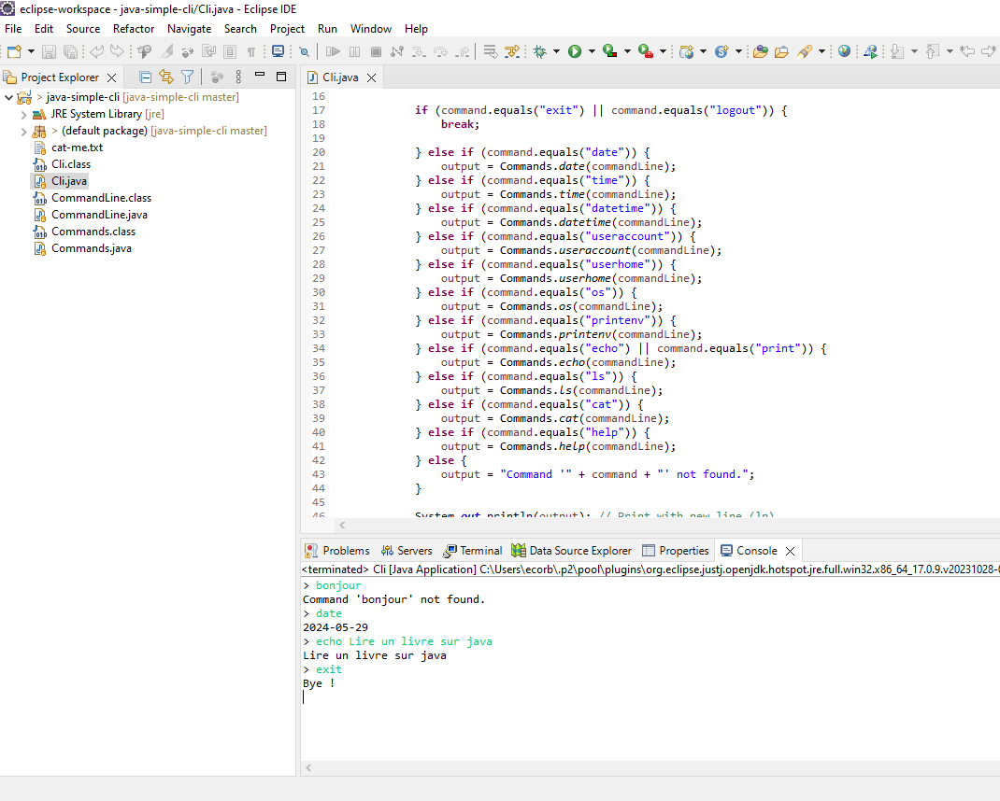 eclipse-workspace - java-simple-cli/Cli.java - Eclipse IDE
File Edit Source Refactor Navigate Search Project Run Window Help
Project Explorer
> java-simple-cli [java-simple-cli master]
JRE System Library [jre]
> (default package) [java-simple-cli master]
cat-me.txt
Cli.class
Cli.java
CommandLine.class
CommandLine.java
Commands.class
Commands.java
Cli.java
16
17 if (command.equals("exit") || command.equals("logout")) {
18 break;
19
20 } else if (command.equals("date")) {
21 output = Commands.date(commandLine);
22 } else if (command.equals("time")) {
23 output = Commands.time(commandLine);
24 } else if (command.equals("datetime")) {
25 output = Commands.datetime(commandLine);
26 } else if (command.equals("useraccount")) {
27 output = Commands.useraccount(commandLine);
28 } else if (command.equals("userhome")) {
29 output = Commands.userhome(commandLine);
30 } else if (command.equals("os")) {
31 output = Commands.os(commandLine);
32 } else if (command.equals("printenv")) {
33 output = Commands.printenv(commandLine);
34 } else if (command.equals("echo") || command.equals("print")) {
35 output = Commands.echo(commandLine);
36 } else if (command.equals("ls")) {
37 output = Commands.ls(commandLine);
38 } else if (command.equals("cat")) {
39 output = Commands.cat(commandLine);
40 } else if (command.equals("help")) {
41 output = Commands.help(commandLine);
42 } else {
43 output = "Command '" + command + "' not found.";
44 }
45
46 System.out.println(output); // Print with new line (ln)
Problems Servers Terminal Data Source Explorer Properties Console
<terminated> Cli [Java Application] C:\Users\ecorb\.p2\pool\plugins\org.eclipse.justj.openjdk.hotspot.jre.full.win32.x86_64_17.0.9.v20231028-
> bonjour
Command 'bonjour' not found.
> date
2024-05-29
> echo Lire un livre sur java
Lire un livre sur java
> exit
Bye !